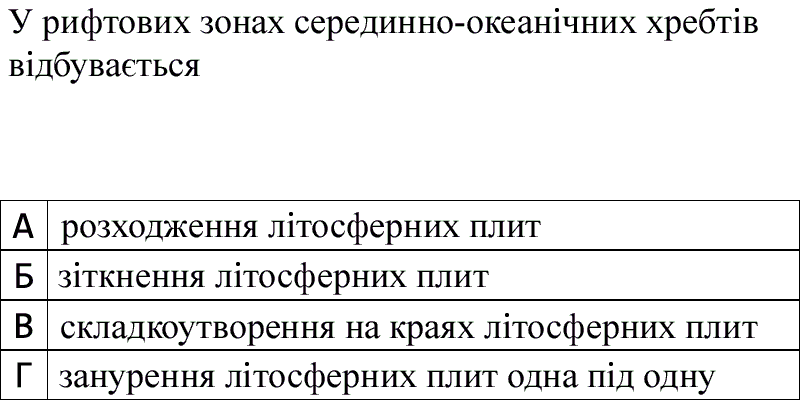 У рифтових зонах серединно-океанічних хребтів
відбувається
А розходження літосферних плит
Б зіткнення літосферних плит
В складкоутворення на краях літосферних плит
Г занурення літосферних плит одна під одну